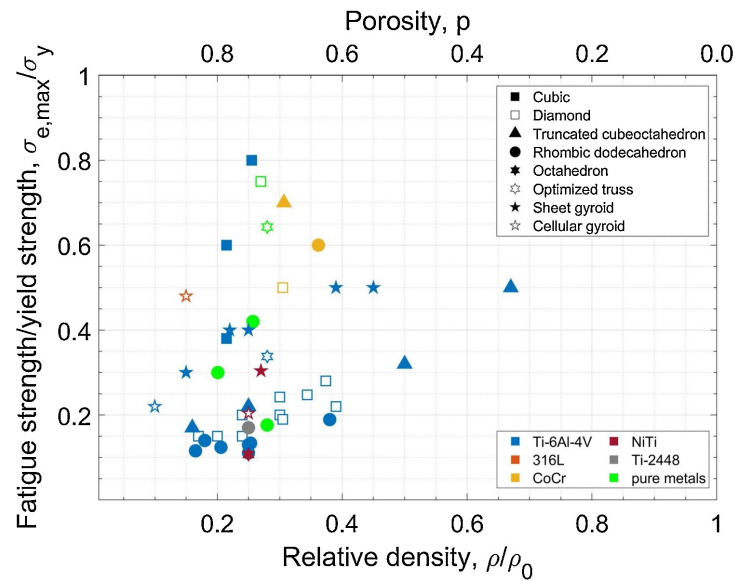 Porosity, p
0.8 0.6 0.4 0.2 0.0
Fatigue strength/yield strength, σe,max/σy
1
0.8
0.6
0.4
0.2
Cubic
Diamond
Truncated cubeoctahedron
Rhombic dodecahedron
Octahedron
Optimized truss
Sheet gyroid
Cellular gyroid
Ti-6Al-4V NiTi
316L Ti-2448
CoCr pure metals
0.2 0.4 0.6 0.8 1
Relative density, ρ/ρ0